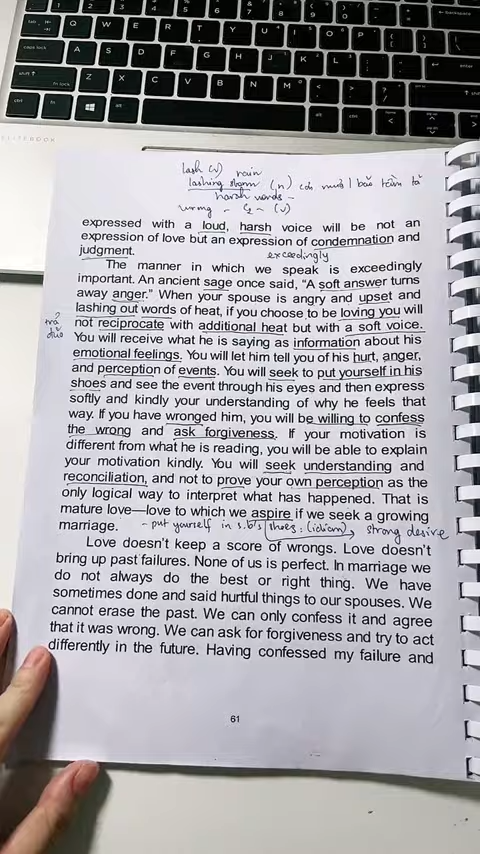 ELITEBOOK
lash (v) rain
lashing storm (n)
harsh words -
wrong
expressed with a loud, harsh voice will be not an
expression of love but an expression of condemnation and
exceedingly
judgment.
The manner in which we speak is exceedingly
important. An ancient sage once said, “A soft answer turns
away anger.” When your spouse is angry and upset and
lashing out words of heat, if you choose to be loving you will
not reciprocate with additional heat but with a soft voice.
You will receive what he is saying as information about his
emotional feelings. You will let him tell you of his hurt, anger,
and perception of events. You will seek to put yourself in his
shoes and see the event through his eyes and then express
softly and kindly your understanding of why he feels that
way. If you have wronged him, you will be willing to confess
the wrong and ask forgiveness. If your motivation is
different from what he is reading, you will be able to explain
your motivation kindly. You will seek understanding and
reconciliation, and not to prove your own perception as the
only logical way to interpret what has happened. That is
mature love—love to which we aspire if we seek a growing
marriage.
- put yourself in s.b's shoes: (idiom) strong desire
Love doesn’t keep a score of wrongs. Love doesn’t
bring up past failures. None of us is perfect. In marriage we
do not always do the best or right thing. We have
sometimes done and said hurtful things to our spouses. We
cannot erase the past. We can only confess it and agree
that it was wrong. We can ask for forgiveness and try to act
differently in the future. Having confessed my failure and
61